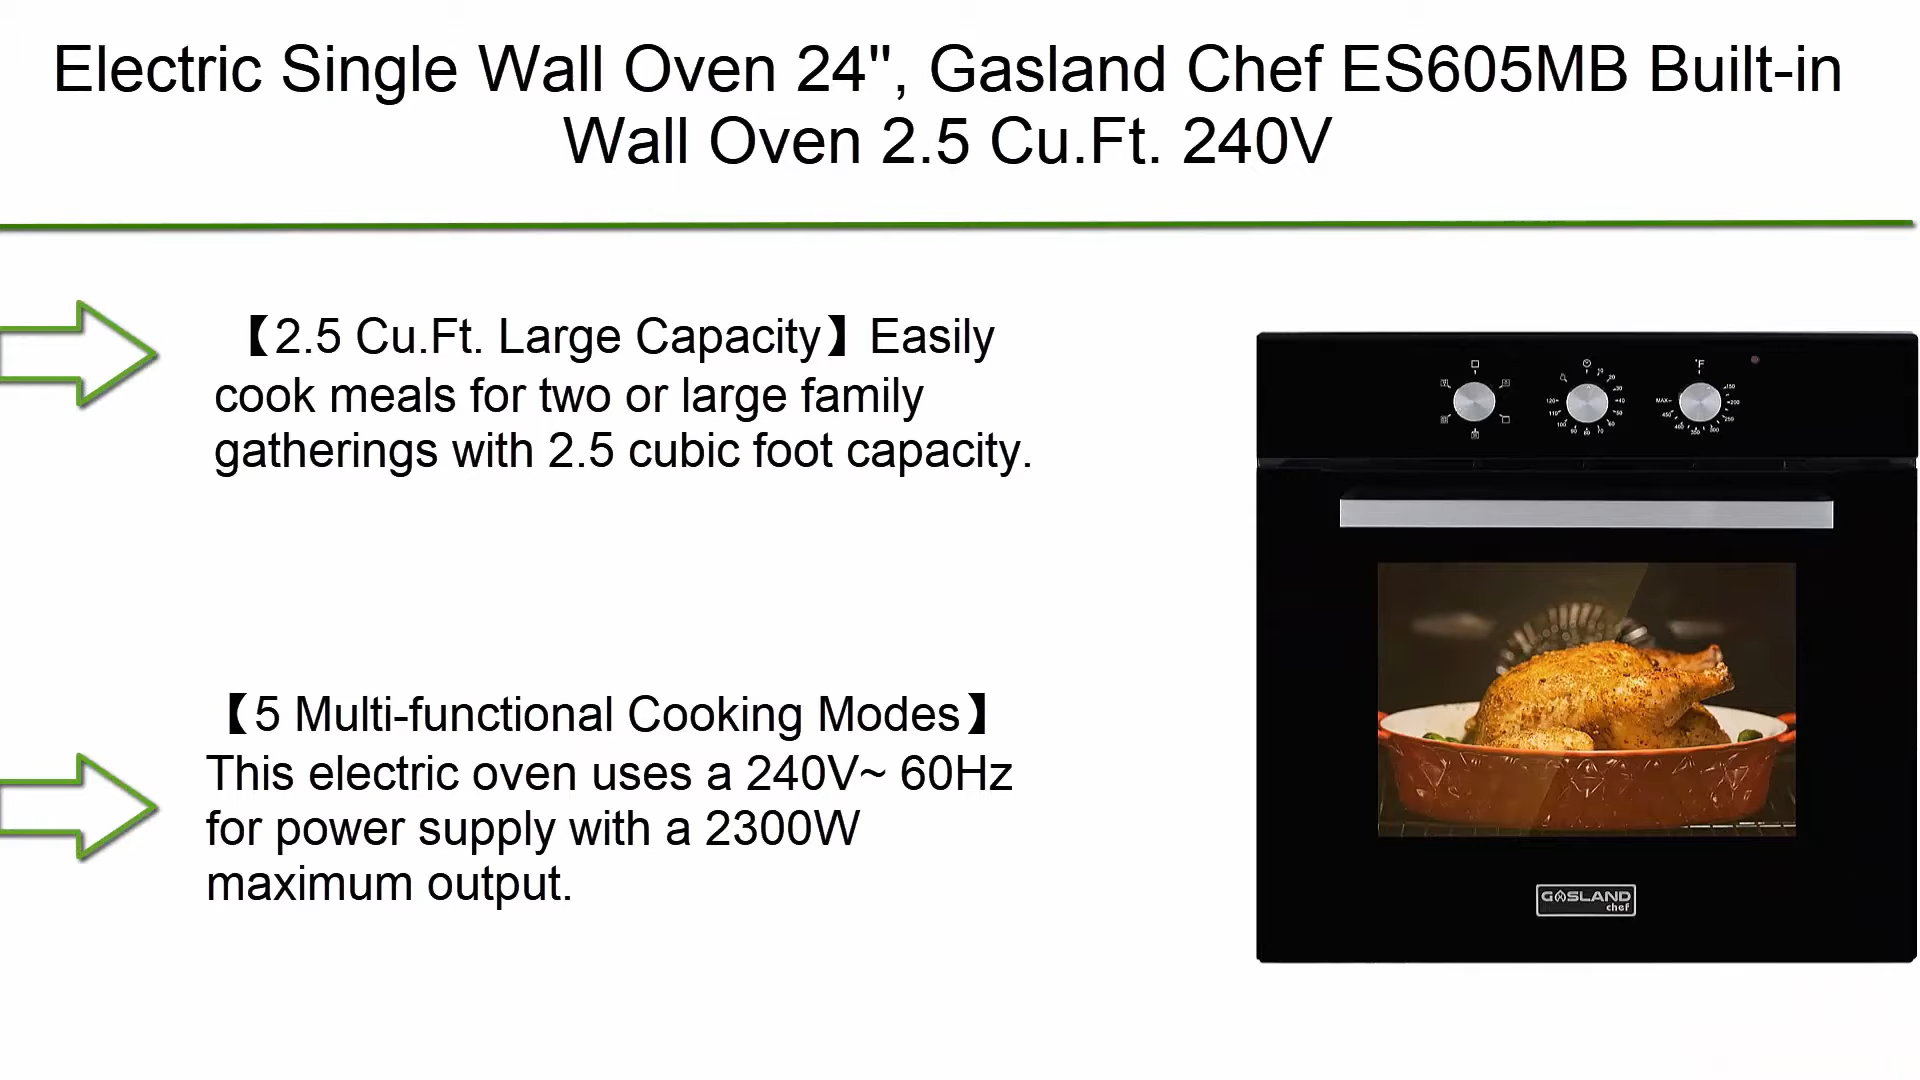 Electric Single Wall Oven 24", Gasland Chef ES605MB Built-in
Wall Oven 2.5 Cu.Ft. 240V
【2.5 Cu.Ft. Large Capacity】Easily
cook meals for two or large family
gatherings with 2.5 cubic foot capacity.
【5 Multi-functional Cooking Modes】
This electric oven uses a 240V~ 60Hz
for power supply with a 2300W
maximum output.
°F
MAX
GASLAND
chef